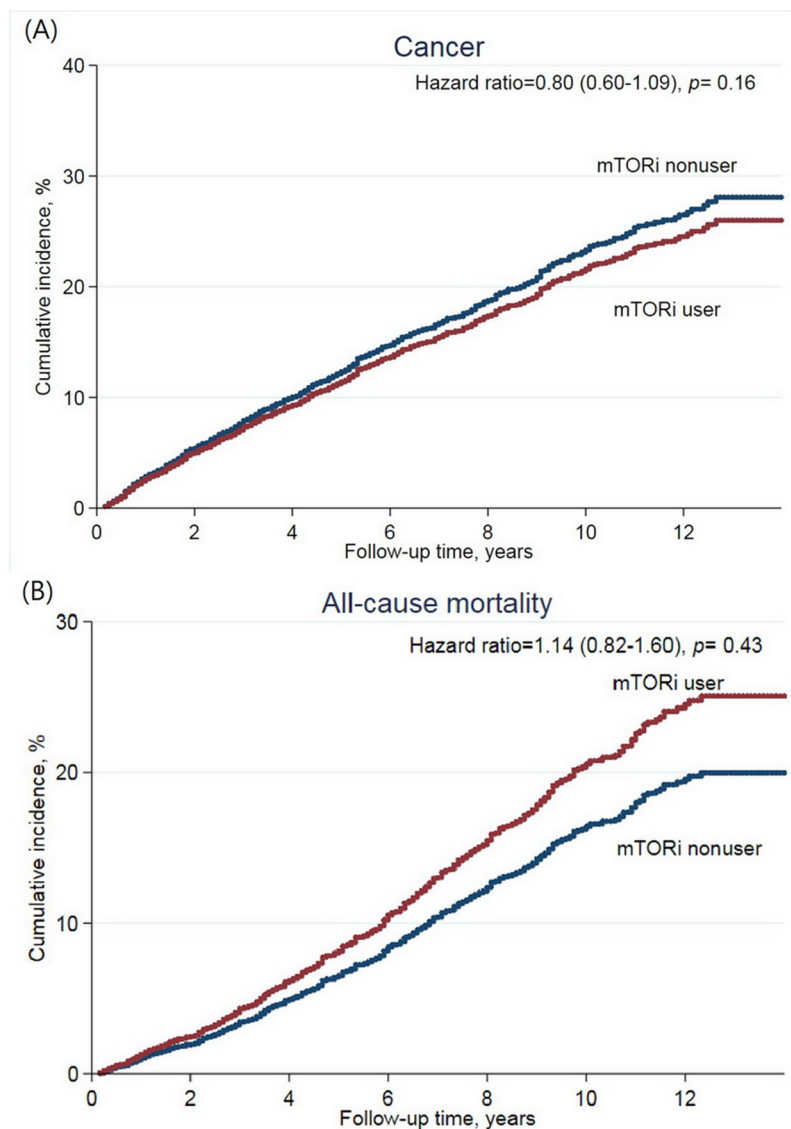 (A)
Cancer
Hazard ratio=0.80 (0.60-1.09), p= 0.16
mTORi nonuser
mTORi user
Cumulative incidence, %
40
30
20
10
0
0 2 4 6 8 10 12
Follow-up time, years
(B)
All-cause mortality
Hazard ratio=1.14 (0.82-1.60), p= 0.43
mTORi user
mTORi nonuser
Cumulative incidence, %
30
20
10
0
0 2 4 6 8 10 12
Follow-up time, years